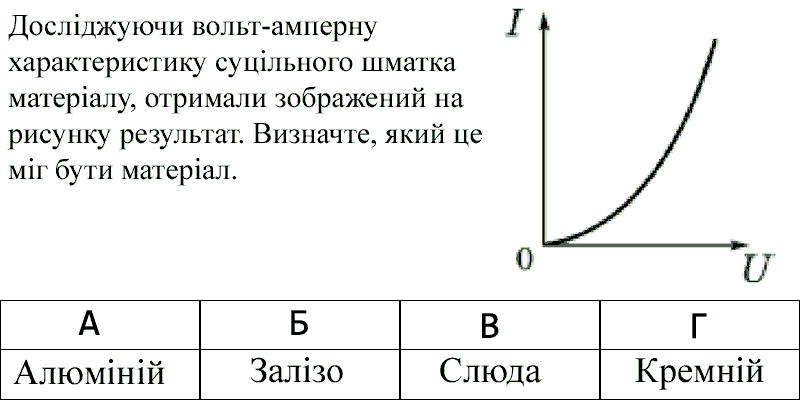 Досліджуючи вольт-амперну
характеристику суцільного шматка
матеріалу, отримали зображений на
рисунку результат. Визначте, який це
міг бути матеріал.
I
0
U
А Б В Г
Алюміній Залізо Слюда Кремній